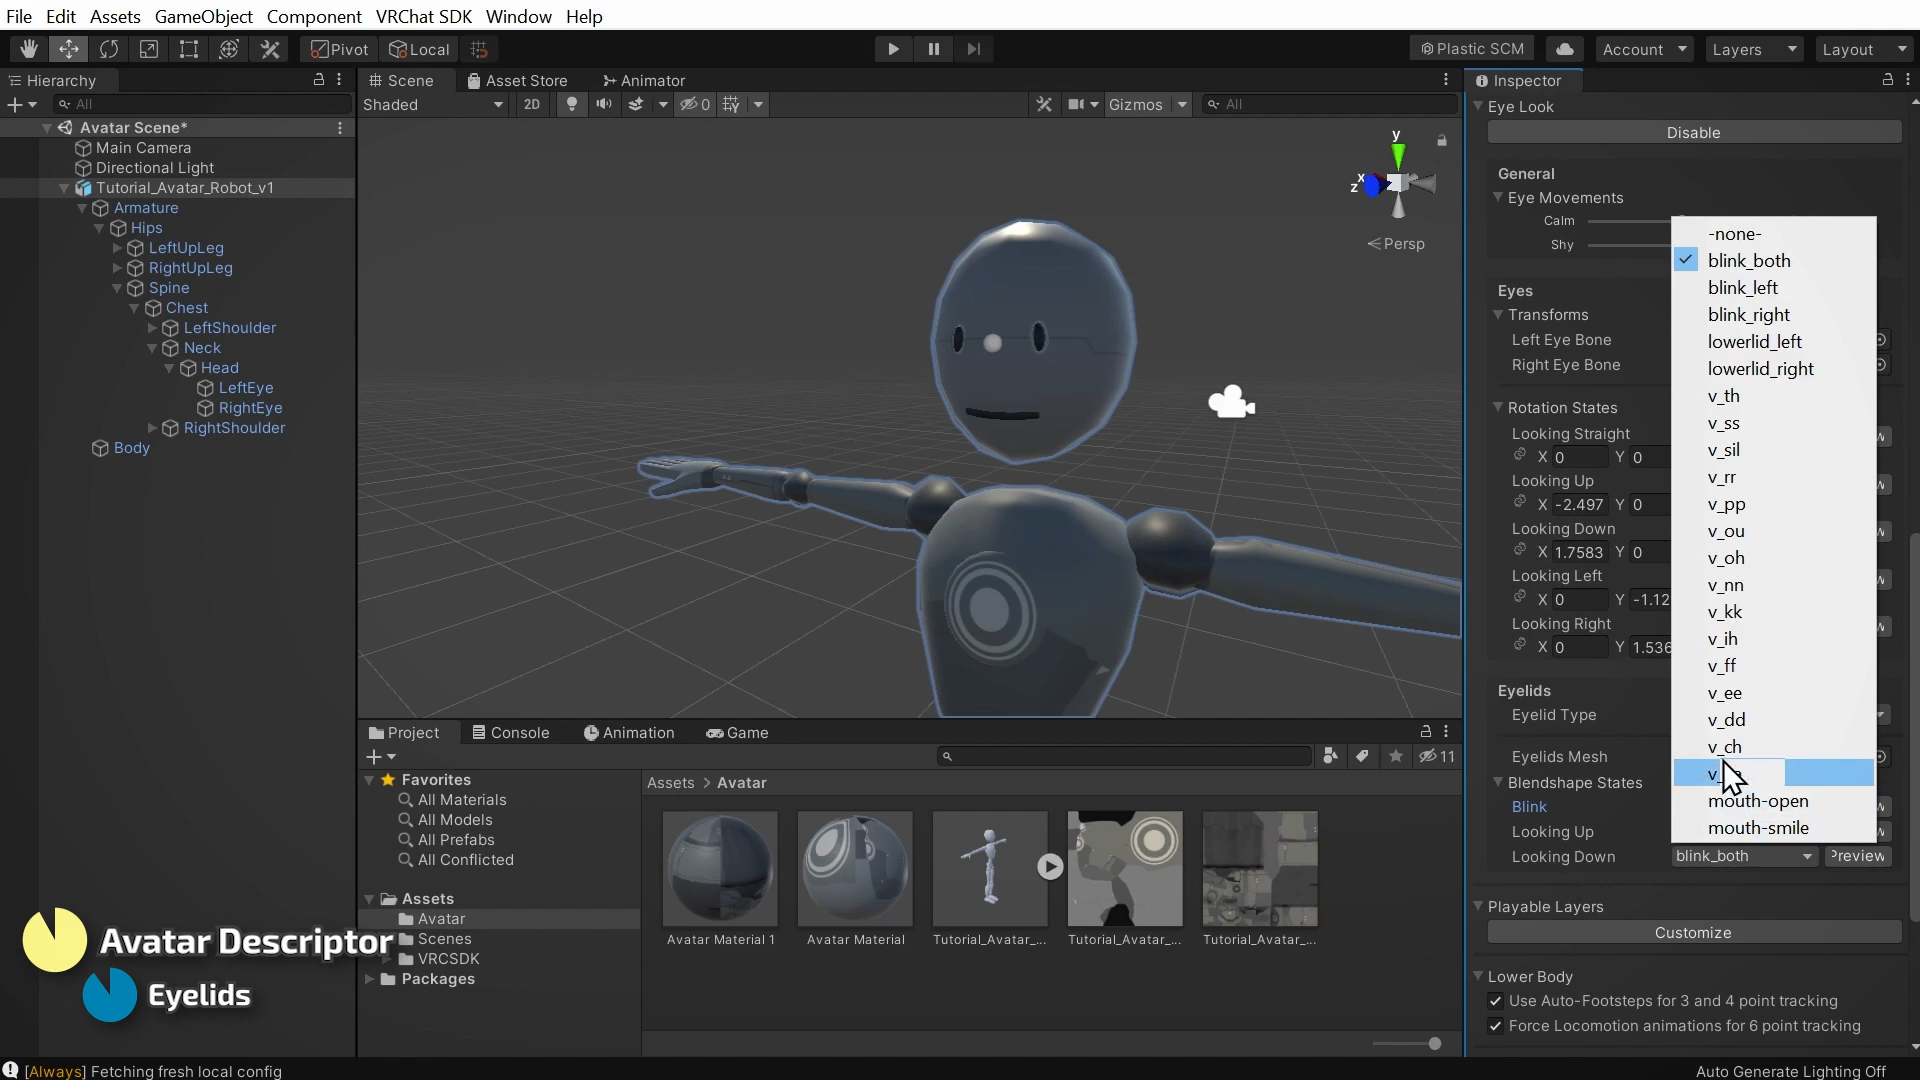 File Edit Assets GameObject Component VRChat SDK Window Help
Pivot Local Plastic SCM Account Layers Layout
Hierarchy
All
Avatar Scene*
Main Camera
Directional Light
Tutorial_Avatar_Robot_v1
Armature
Hips
LeftUpLeg
RightUpLeg
Spine
Chest
LeftShoulder
Neck
Head
LeftEye
RightEye
RightShoulder
Body
Scene Asset Store Animator
Shaded 2D 0 Gizmos All
y
x
z
Persp
Project Console Animation Game
11
Favorites
All Materials
All Models
All Prefabs
All Conflicted
Assets
Avatar
Scenes
VRCSDK
Packages
Assets > Avatar
Avatar Material 1 Avatar Material Tutorial_Avatar_... Tutorial_Avatar_... Tutorial_Avatar_...
Inspector
Eye Look
Disable
General
Eye Movements
Calm
Shy
Eyes
Transforms
Left Eye Bone
Right Eye Bone
Rotation States
Looking Straight
X 0 Y 0
Looking Up
X -2.497 Y 0
Looking Down
X 1.7583 Y 0
Looking Left
X 0 Y -1.12
Looking Right
X 0 Y 1.536
Eyelids
Eyelid Type
Eyelids Mesh
Blendshape States
Blink
Looking Up
Looking Down blink_both Preview
-none-
blink_both
blink_left
blink_right
lowerlid_left
lowerlid_right
v_th
v_ss
v_sil
v_rr
v_pp
v_ou
v_oh
v_nn
v_kk
v_ih
v_ff
v_ee
v_dd
v_ch
mouth-open
mouth-smile
Playable Layers
Customize
Lower Body
Use Auto-Footsteps for 3 and 4 point tracking
Force Locomotion animations for 6 point tracking
Avatar Descriptor
Eyelids
[Always] Fetching fresh local config
Auto Generate Lighting Off